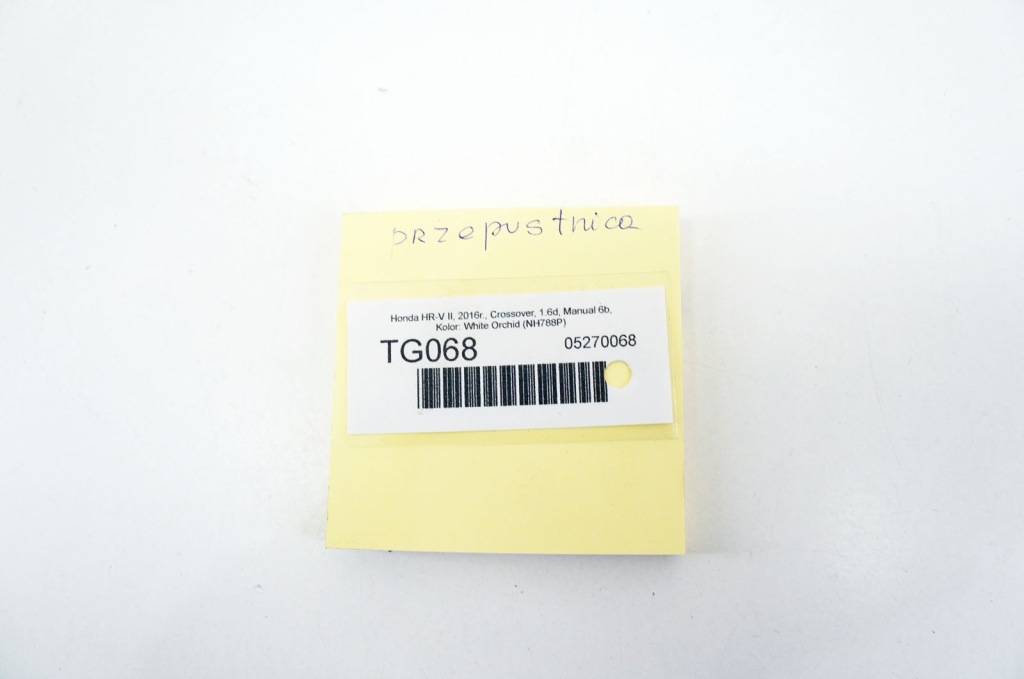 przepustnica
Honda HR-V II, 2016r., Crossover, 1.6d, Manual 6b,
Kolor: White Orchid (NH788P)
TG068 05270068